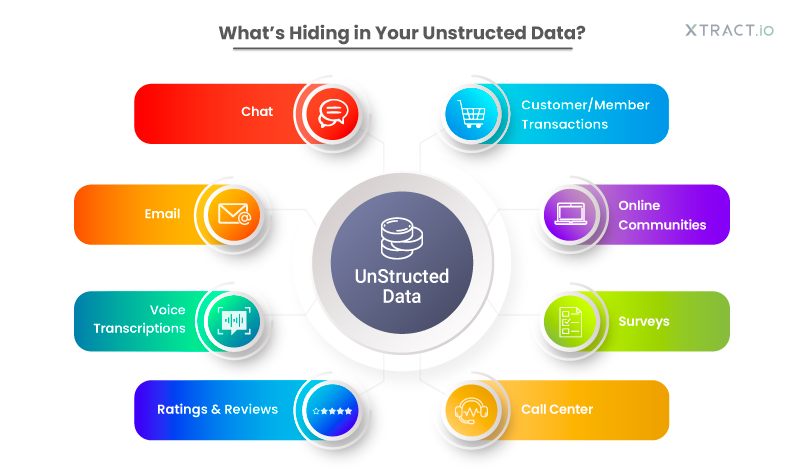 What's Hiding in Your Unstructed Data?
XTRACT.io
Chat
Customer/Member
Transactions
Email
Online
Communities
UnStructed
Data
Voice
Transcriptions
Surveys
Ratings & Reviews
Call Center